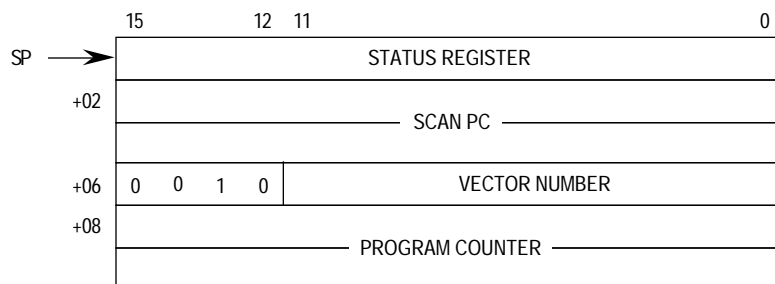 15 12 11 0
SP STATUS REGISTER
+02
SCAN PC
+06 0 0 1 0 VECTOR NUMBER
+08
PROGRAM COUNTER